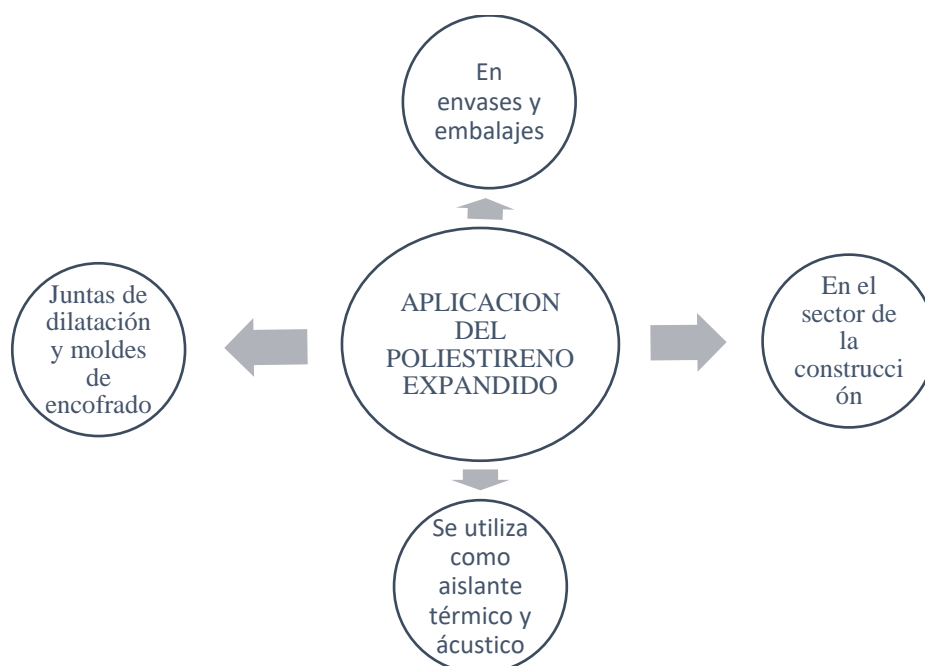 En
envases y
embalajes
APLICACION
DEL
POLIESTIRENO
EXPANDIDO
Juntas de
dilatación
y moldes
de
encofrado
En el
sector de
la
construcci
ón
Se utiliza
como
aislante
térmico y
ácustico